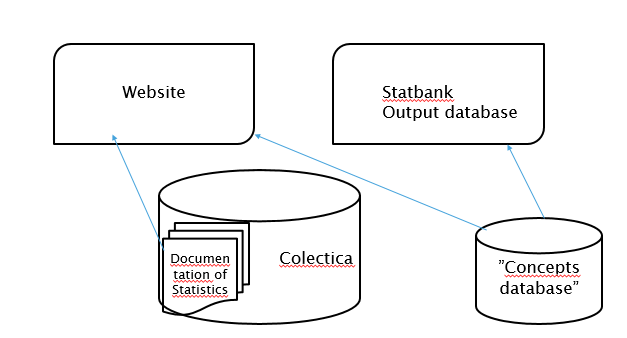 Website
Statbank
Output database
Documen
tation of
Statistics
Colectica
”Concepts
database”